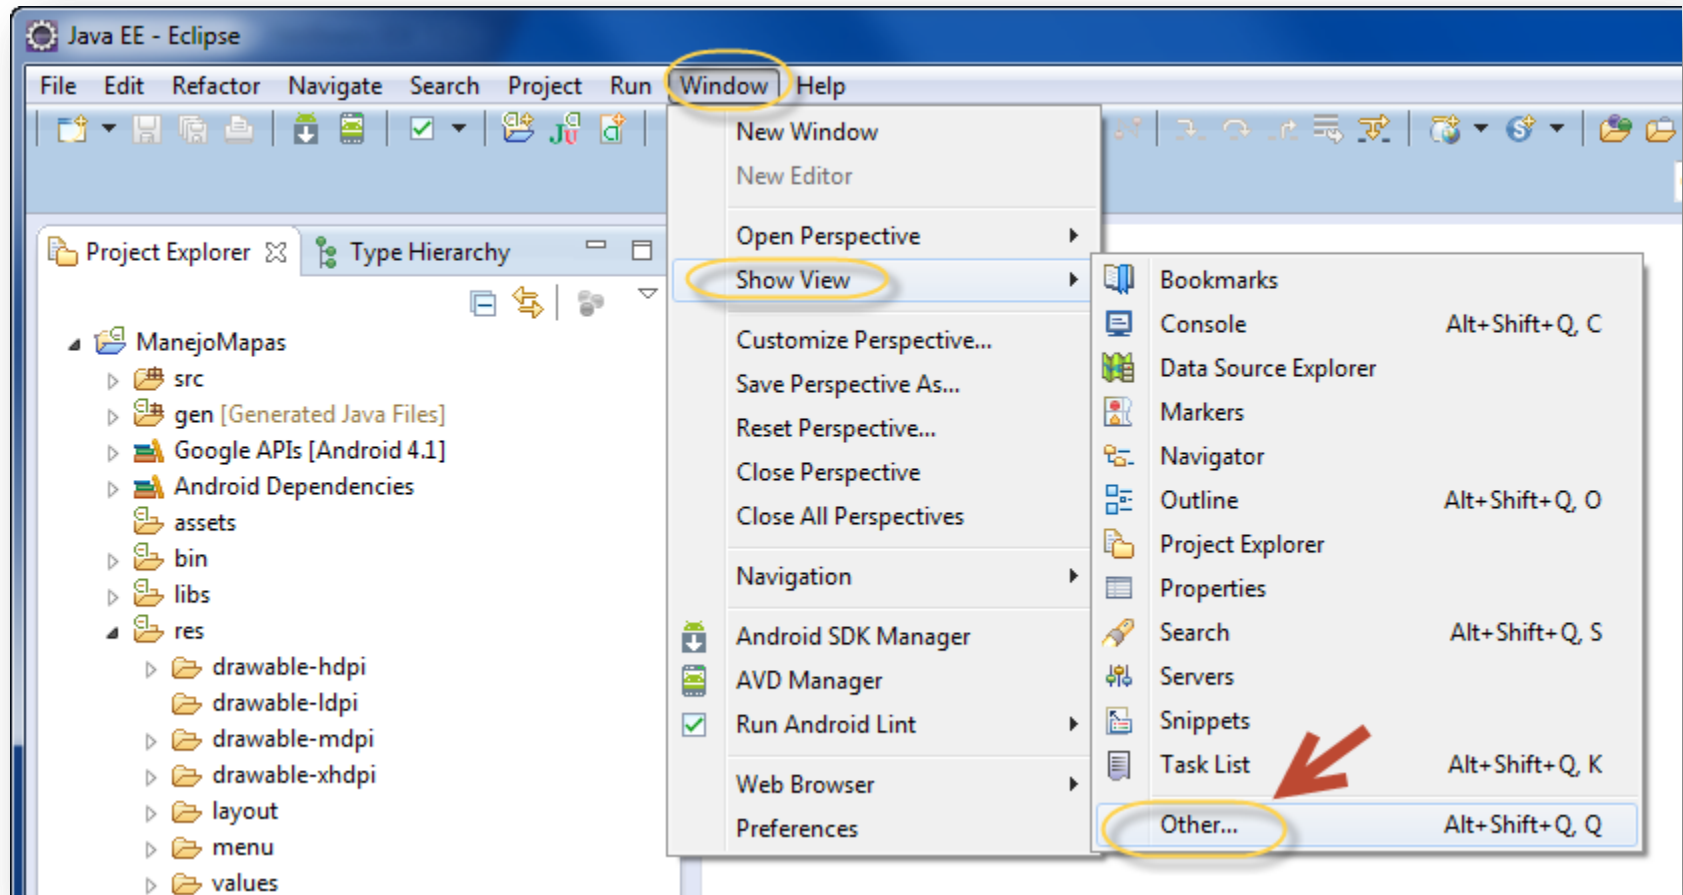 Java EE - Eclipse
File Edit Refactor Navigate Search Project Run Window Help
Project Explorer Type Hierarchy
ManejoMapas
src
gen [Generated Java Files]
Google APIs [Android 4.1]
Android Dependencies
assets
bin
libs
res
drawable-hdpi
drawable-ldpi
drawable-mdpi
drawable-xhdpi
layout
menu
values
New Window
New Editor
Open Perspective
Show View
Customize Perspective...
Save Perspective As...
Reset Perspective...
Close Perspective
Close All Perspectives
Navigation
Android SDK Manager
AVD Manager
Run Android Lint
Web Browser
Preferences
Bookmarks
Console Alt+Shift+Q, C
Data Source Explorer
Markers
Navigator
Outline Alt+Shift+Q, O
Project Explorer
Properties
Search Alt+Shift+Q, S
Servers
Snippets
Task List Alt+Shift+Q, K
Other... Alt+Shift+Q, Q